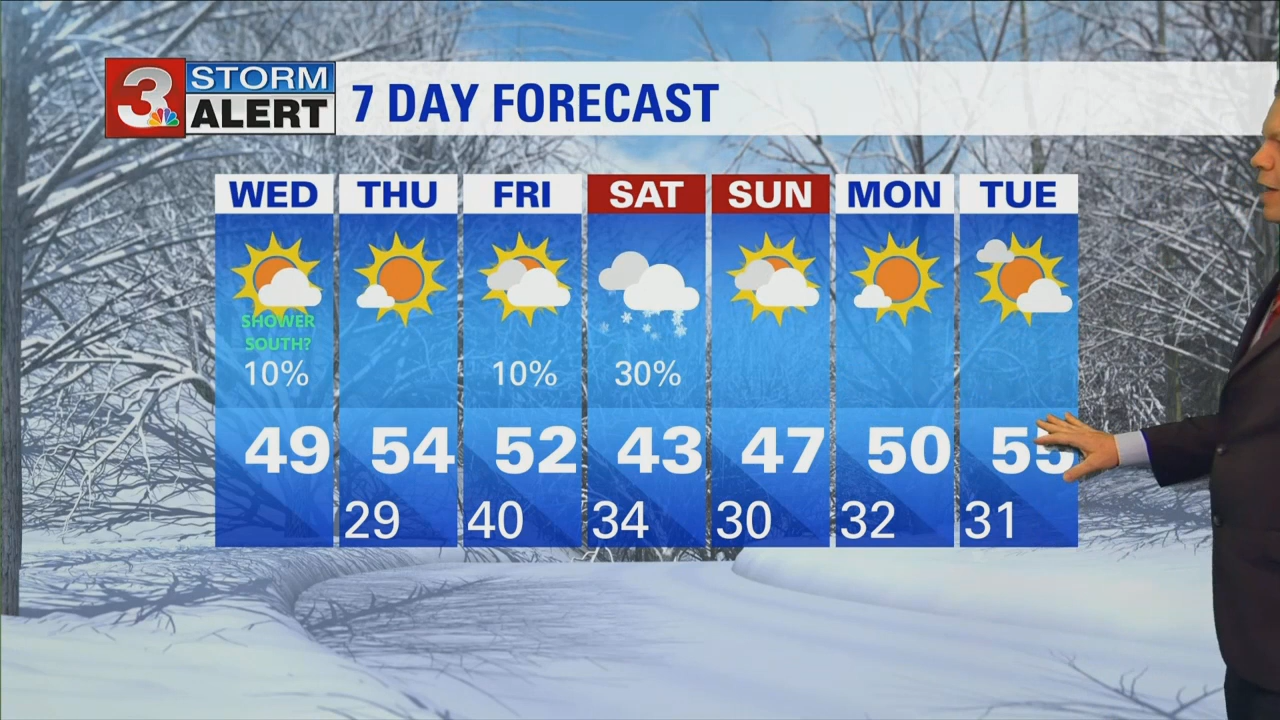 3 STORM ALERT
7 DAY FORECAST
WED THU FRI SAT SUN MON TUE
SHOWER
SOUTH?
10% 10% 30%
49 54 52 43 47 50 55
29 40 34 30 32 31